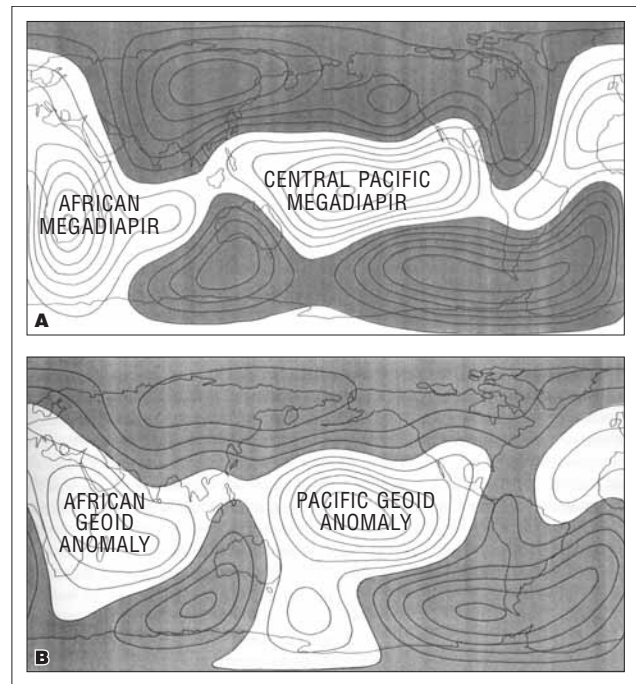 AFRICAN
MEGADIAPIR
CENTRAL PACIFIC
MEGADIAPIR
A
AFRICAN
GEOID
ANOMALY
PACIFIC GEOID
ANOMALY
B